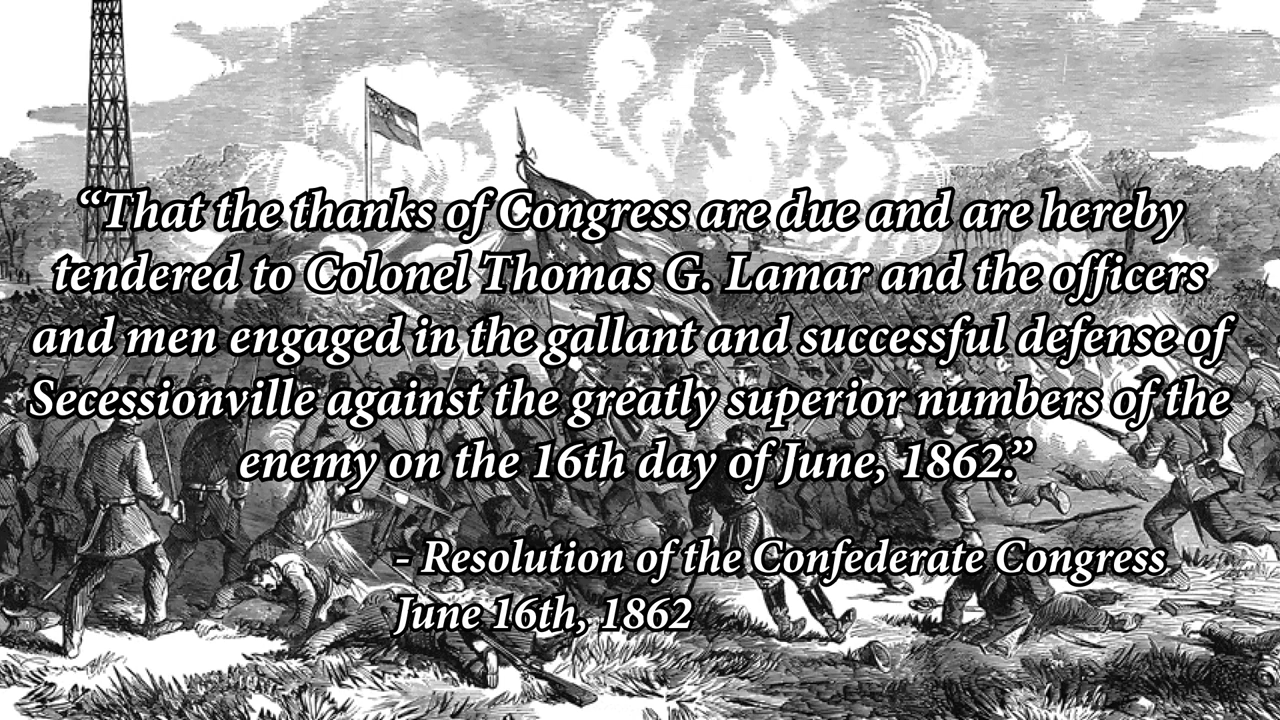 “That the thanks of Congress are due and are hereby
tendered to Colonel Thomas G. Lamar and the officers
and men engaged in the gallant and successful defense of
Secessionville against the greatly superior numbers of the
enemy on the 16th day of June, 1862.”
- Resolution of the Confederate Congress
June 16th, 1862